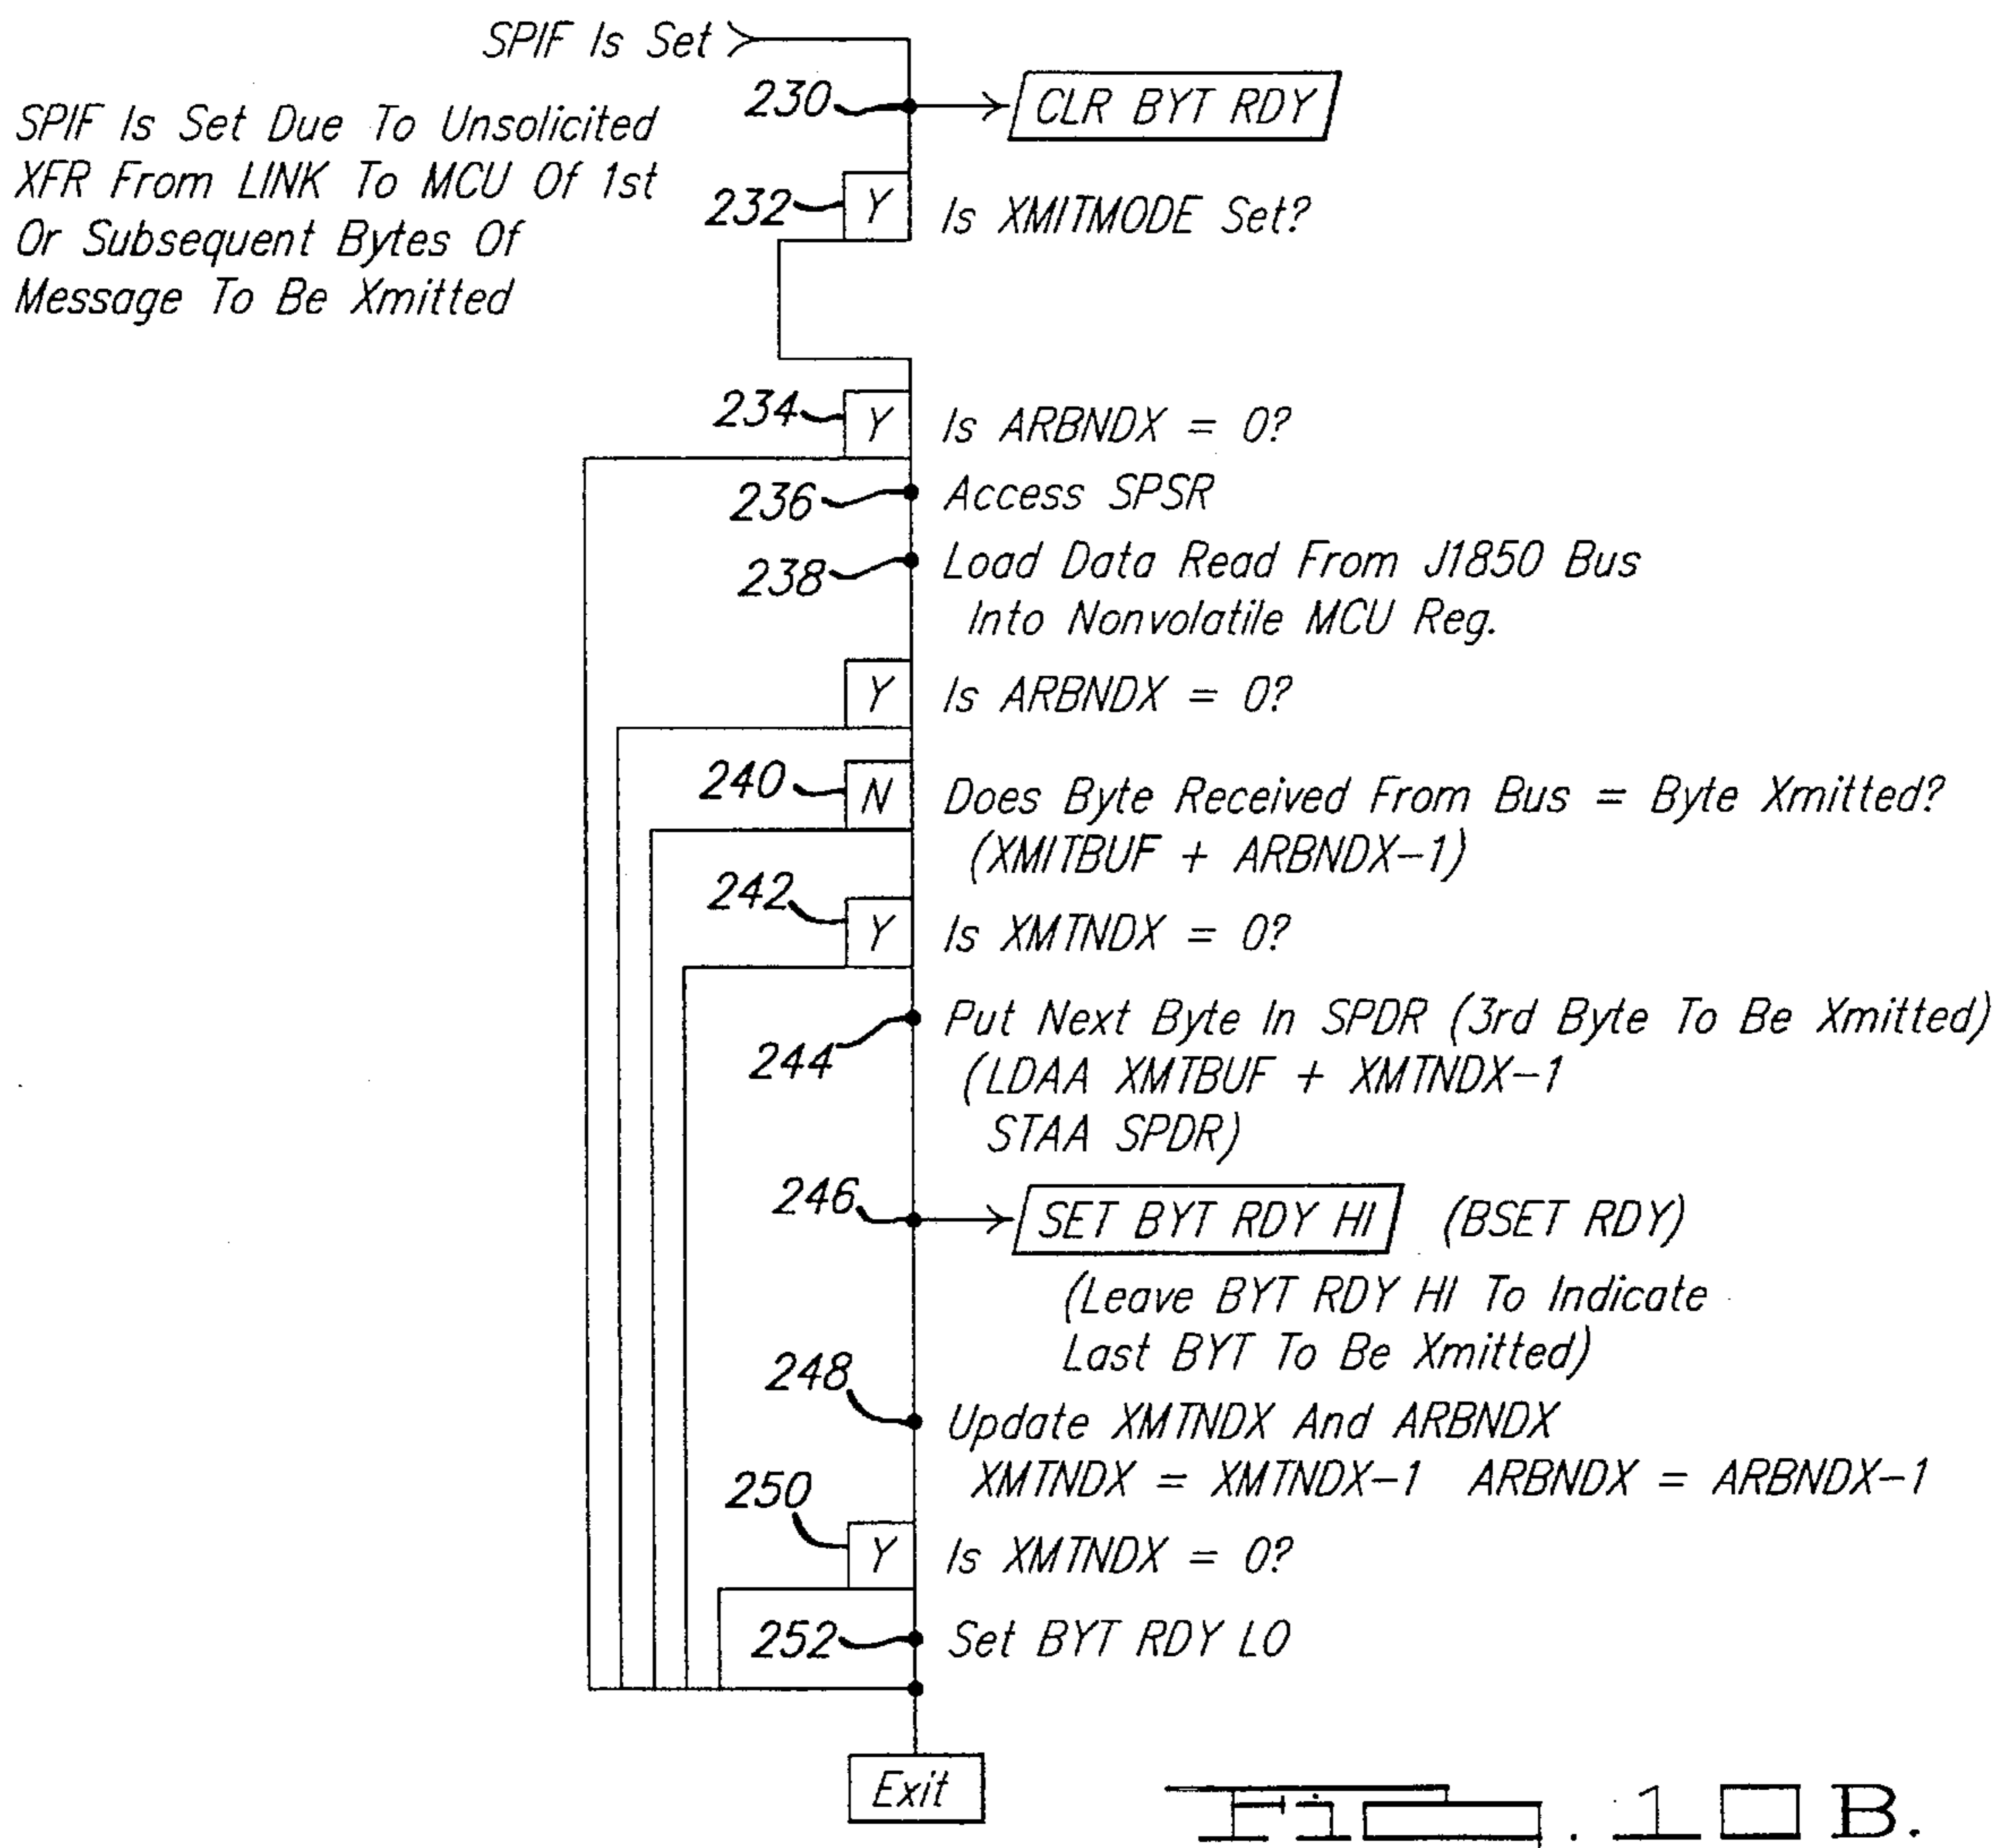 SPIF Is Set
230
CLR BYT RDY
SPIF Is Set Due To Unsolicited
XFR From LINK To MCU Of 1st
Or Subsequent Bytes Of
Message To Be Xmitted
232
Y
Is XMITMODE Set?
234
Y
Is ARBNDX = 0?
236
Access SPSR
238
Load Data Read From J1850 Bus
Into Nonvolatile MCU Reg.
Y
Is ARBNDX = 0?
240
N
Does Byte Received From Bus = Byte Xmitted?
(XMITBUF + ARBNDX-1)
242
Y
Is XMTNDX = 0?
244
Put Next Byte In SPDR (3rd Byte To Be Xmitted)
(LDAA XMTBUF + XMTNDX-1
STAA SPDR)
246
SET BYT RDY HI (BSET RDY)
(Leave BYT RDY HI To Indicate
Last BYT To Be Xmitted)
248
Update XMTNDX And ARBNDX
XMTNDX = XMTNDX-1 ARBNDX = ARBNDX-1
250
Y
Is XMTNDX = 0?
252
Set BYT RDY LO
Exit
Fig. 10B.